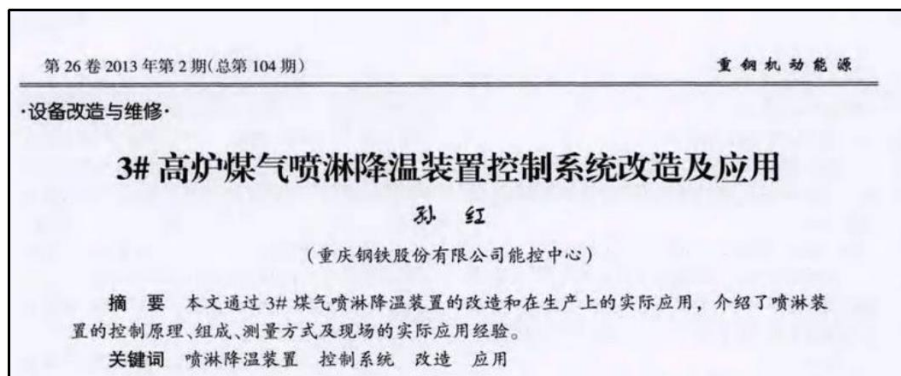 第26卷2013年第2期(总第104期)
重钢机动能源
·设备改造与维修·
3#高炉煤气喷淋降温装置控制系统改造及应用
孙 红
(重庆钢铁股份有限公司能控中心)
摘 要 本文通过3#煤气喷淋降温装置的改造和在生产上的实际应用,介绍了喷淋装
置的控制原理、组成、测量方式及现场的实际应用经验。
关键词 喷淋降温装置 控制系统 改造 应用